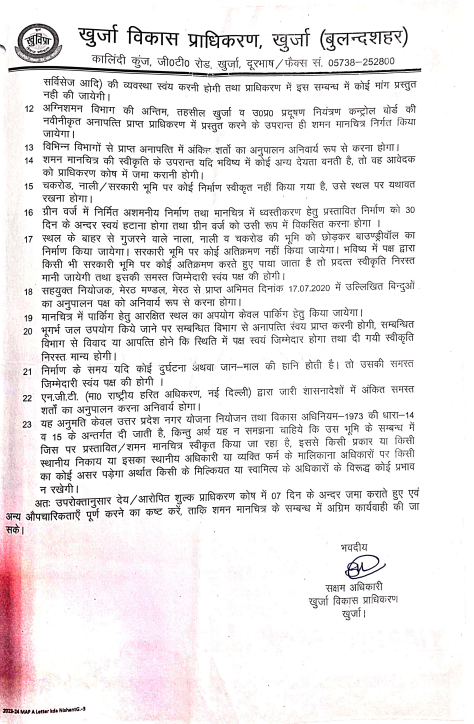 खुविप्रा
खुर्जा विकास प्राधिकरण, खुर्जा (बुलन्दशहर)
कालिंदी कुंज, जी0टी0 रोड, खुर्जा, दूरभाष/फैक्स सं. 05738-252800
सर्विसेज आदि) की व्यवस्था स्वयं करनी होगी तथा प्राधिकरण में इस सम्बन्ध में कोई मांग प्रस्तुत
नही की जायेगी।
12 अग्निशमन विभाग की अन्तिम, तहसील खुर्जा व उ0प्र0 प्रदूषण नियंत्रण कन्ट्रोल बोर्ड की
नवीनीकृत अनापत्ति प्राप्त प्राधिकरण में प्रस्तुत करने के उपरान्त ही शमन मानचित्र निर्गत किया
जायेगा।
13 विभिन्न विभागों से प्राप्त अनापत्ति में अंकित शर्तो का अनुपालन अनिवार्य रूप से करना होगा।
14 शमन मानचित्र की स्वीकृति के उपरान्त यदि भविष्य में कोई अन्य देयता बनती है, तो वह आवेदक
को प्राधिकरण कोष में जमा करानी होगी।
15 चकरोड, नाली/सरकारी भूमि पर कोई निर्माण स्वीकृत नहीं किया गया है, उसे स्थल पर यथावत
रखना होगा।
16 ग्रीन वर्ज में निर्मित अशमनीय निर्माण तथा मानचित्र में ध्वस्तीकरण हेतु प्रस्तावित निर्माण को 30
दिन के अन्दर स्वयं हटाना होगा तथा ग्रीन वर्ज को उसी रूप में विकसित करना होगा ।
17 स्थल के बाहर से गुजरने वाले नाला, नाली व चकरोड की भूमि को छोड़कर बाउण्ड्रीवॉल का
निर्माण किया जायेगा। सरकारी भूमि पर कोई अतिक्रमण नहीं किया जायेगा। भविष्य में पक्ष द्वारा
किसी भी सरकारी भूमि पर कोई अतिक्रमण करते हुए पाया जाता है तो प्रदत्त स्वीकृति निरस्त
मानी जायेगी तथा इसकी समस्त जिम्मेदारी स्वंय पक्ष की होगी।
18 सहयुक्त नियोजक, मेरठ मण्डल, मेरठ से प्राप्त अभिमत दिनांक 17.07.2020 में उल्लिखित बिन्दुओं
का अनुपालन पक्ष को अनिवार्य रूप से करना होगा।
19 मानचित्र में पार्किंग हेतु आरक्षित स्थल का अपयोग केवल पार्किंग हेतु किया जायेगा।
20 भूगर्भ जल उपयोग किये जाने पर सम्बन्धित विभाग से अनापत्ति स्वंय प्राप्त करनी होगी, सम्बन्धित
विभाग से विवाद या आपत्ति होने कि स्थिति में पक्ष स्वयं जिम्मेदार होगा तथा दी गयी स्वीकृति
निरस्त मान्य होगी।
21 निर्माण के समय यदि कोई दुर्घटना अथवा जान-माल की हानि होती है। तो उसकी समस्त
जिम्मेदारी स्वंय पक्ष की होगी ।
22 एन.जी.टी. (मा0 राष्ट्रीय हरित अधिकरण, नई दिल्ली) द्वारा जारी शासनादेशों में अंकित समस्त
शर्तो का अनुपालन करना अनिवार्य होगा।
23 यह अनुमति केवल उत्तर प्रदेश नगर योजना नियोजन तथा विकास अधिनियम-1973 की धारा-14
व 15 के अन्तर्गत दी जाती है, किन्तु अर्थ यह न समझना चाहिये कि उस भूमि के सम्बन्ध में
जिस पर प्रस्तावित/शमन मानचित्र स्वीकृत किया जा रहा है, इससे किसी प्रकार या किसी
स्थानीय निकाय या इसका स्थानीय अधिकारी या व्यक्ति फर्म के मालिकाना अधिकारों पर किसी
का कोई असर पड़ेगा अर्थात किसी के मिल्कियत या स्वामित्व के अधिकारों के विरूद्ध कोई प्रभाव
न रखेगी।
अतः उपरोक्तानुसार देय/आरोपित शुल्क प्राधिकरण कोष में 07 दिन के अन्दर जमा कराते हुए एवं
अन्य औपचारिकताएँ पूर्ण करने का कष्ट करें, ताकि शमन मानचित्र के सम्बन्ध में अग्रिम कार्यवाही की जा
सके।
भवदीय
सक्षम अधिकारी
खुर्जा विकास प्राधिकरण
खुर्जा।
2023-24 MAP A Letter kda NishantG.-3